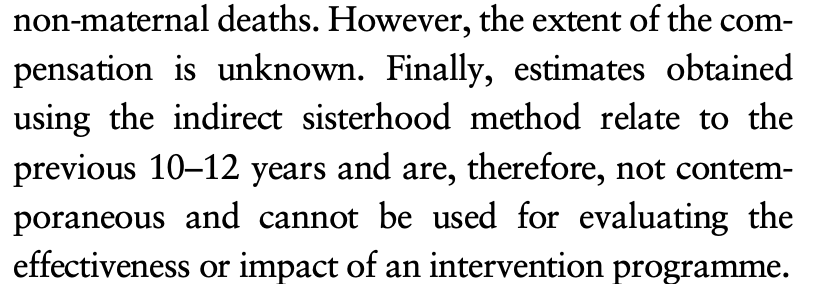 non-maternal deaths. However, the extent of the com-
pensation is unknown. Finally, estimates obtained
using the indirect sisterhood method relate to the
previous 10–12 years and are, therefore, not contem-
poraneous and cannot be used for evaluating the
effectiveness or impact of an intervention programme.